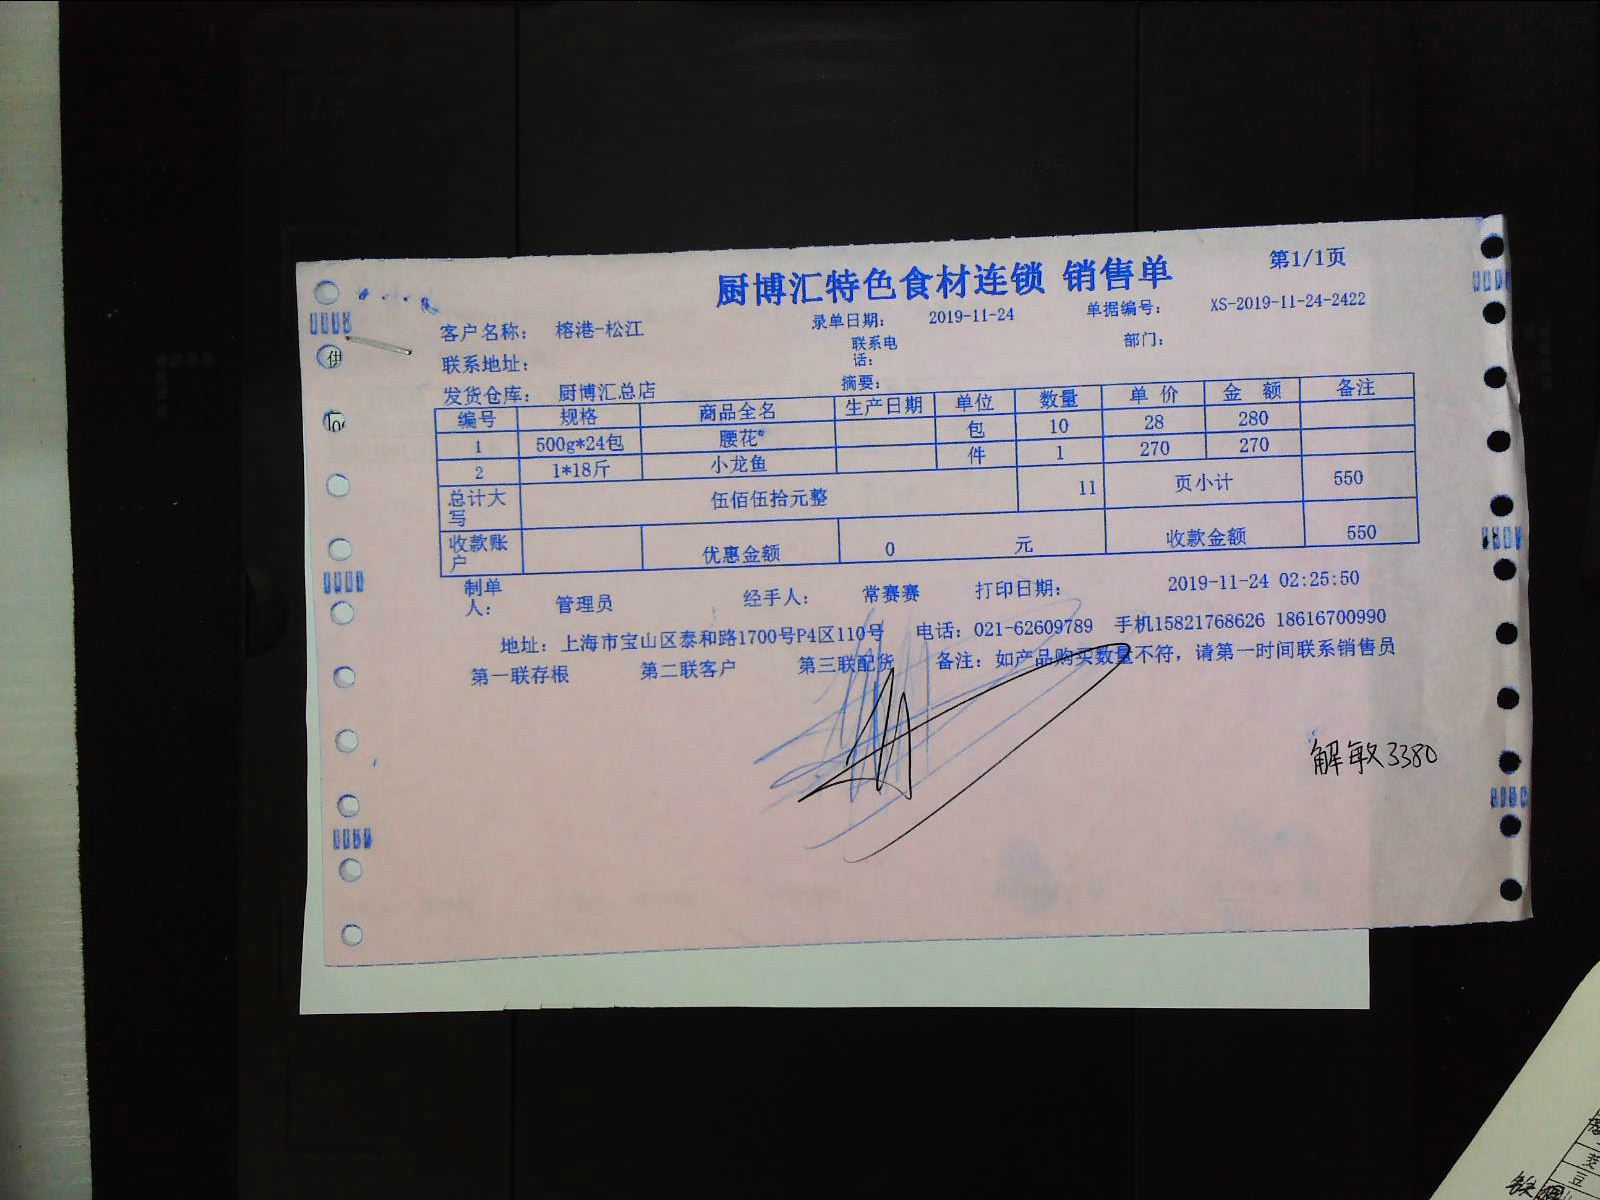 厨博汇特色食材连锁 销售单 第1/1页
客户名称： 榕港-松江 录单日期： 2019-11-24 单据编号： XS-2019-11-24-2422
联系地址： 联系电话： 部门：
发货仓库： 厨博汇总店 摘要：
编号 规格 商品全名 生产日期 单位 数量 单价 金额 备注
1 500g*24包 腰花* 包 10 28 280
2 1*18斤 小龙鱼 件 1 270 270
总计大写 伍佰伍拾元整 11 页小计 550
收款账户 优惠金额 0 元 收款金额 550
制单人： 管理员 经手人： 常赛赛 打印日期： 2019-11-24 02:25:50
地址：上海市宝山区泰和路1700号P4区110号 电话：021-62609789 手机15821768626 18616700990
第一联存根 第二联客户 第三联配货 备注：如产品购买数量不符，请第一时间联系销售员
解敏3380